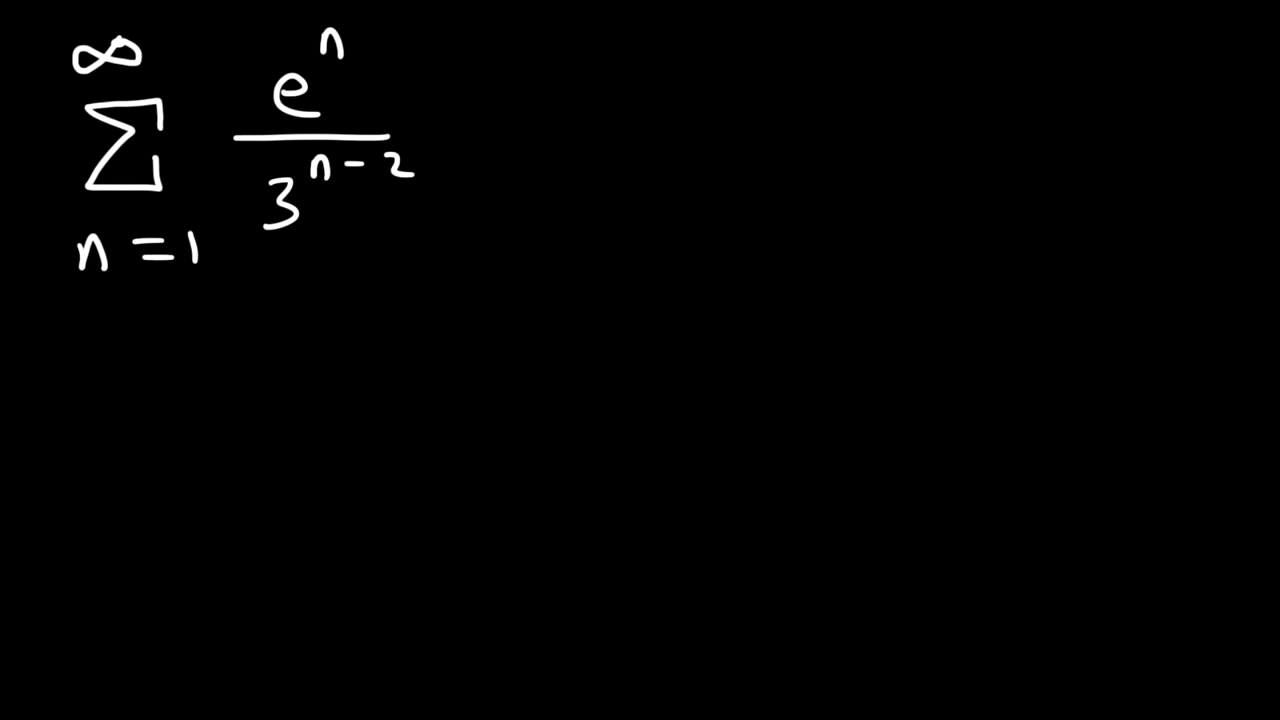 ∞
∑ e^n / 3^(n-2)
n = 1